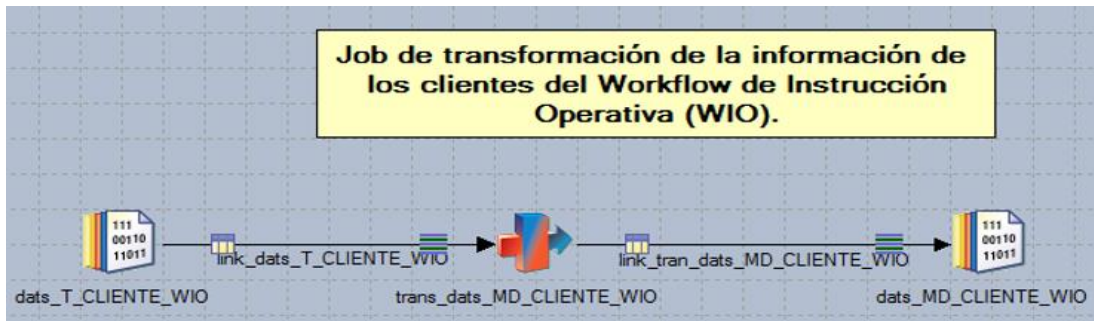 Job de transformación de la información de
los clientes del Workflow de Instrucción
Operativa (WIO).
111
00110
11011
111
00110
11011
link_dats_T_CLIENTE_WIO
link_tran_dats_MD_CLIENTE_WIO
dats_T_CLIENTE_WIO
trans_dats_MD_CLIENTE_WIO
dats_MD_CLIENTE_WIO